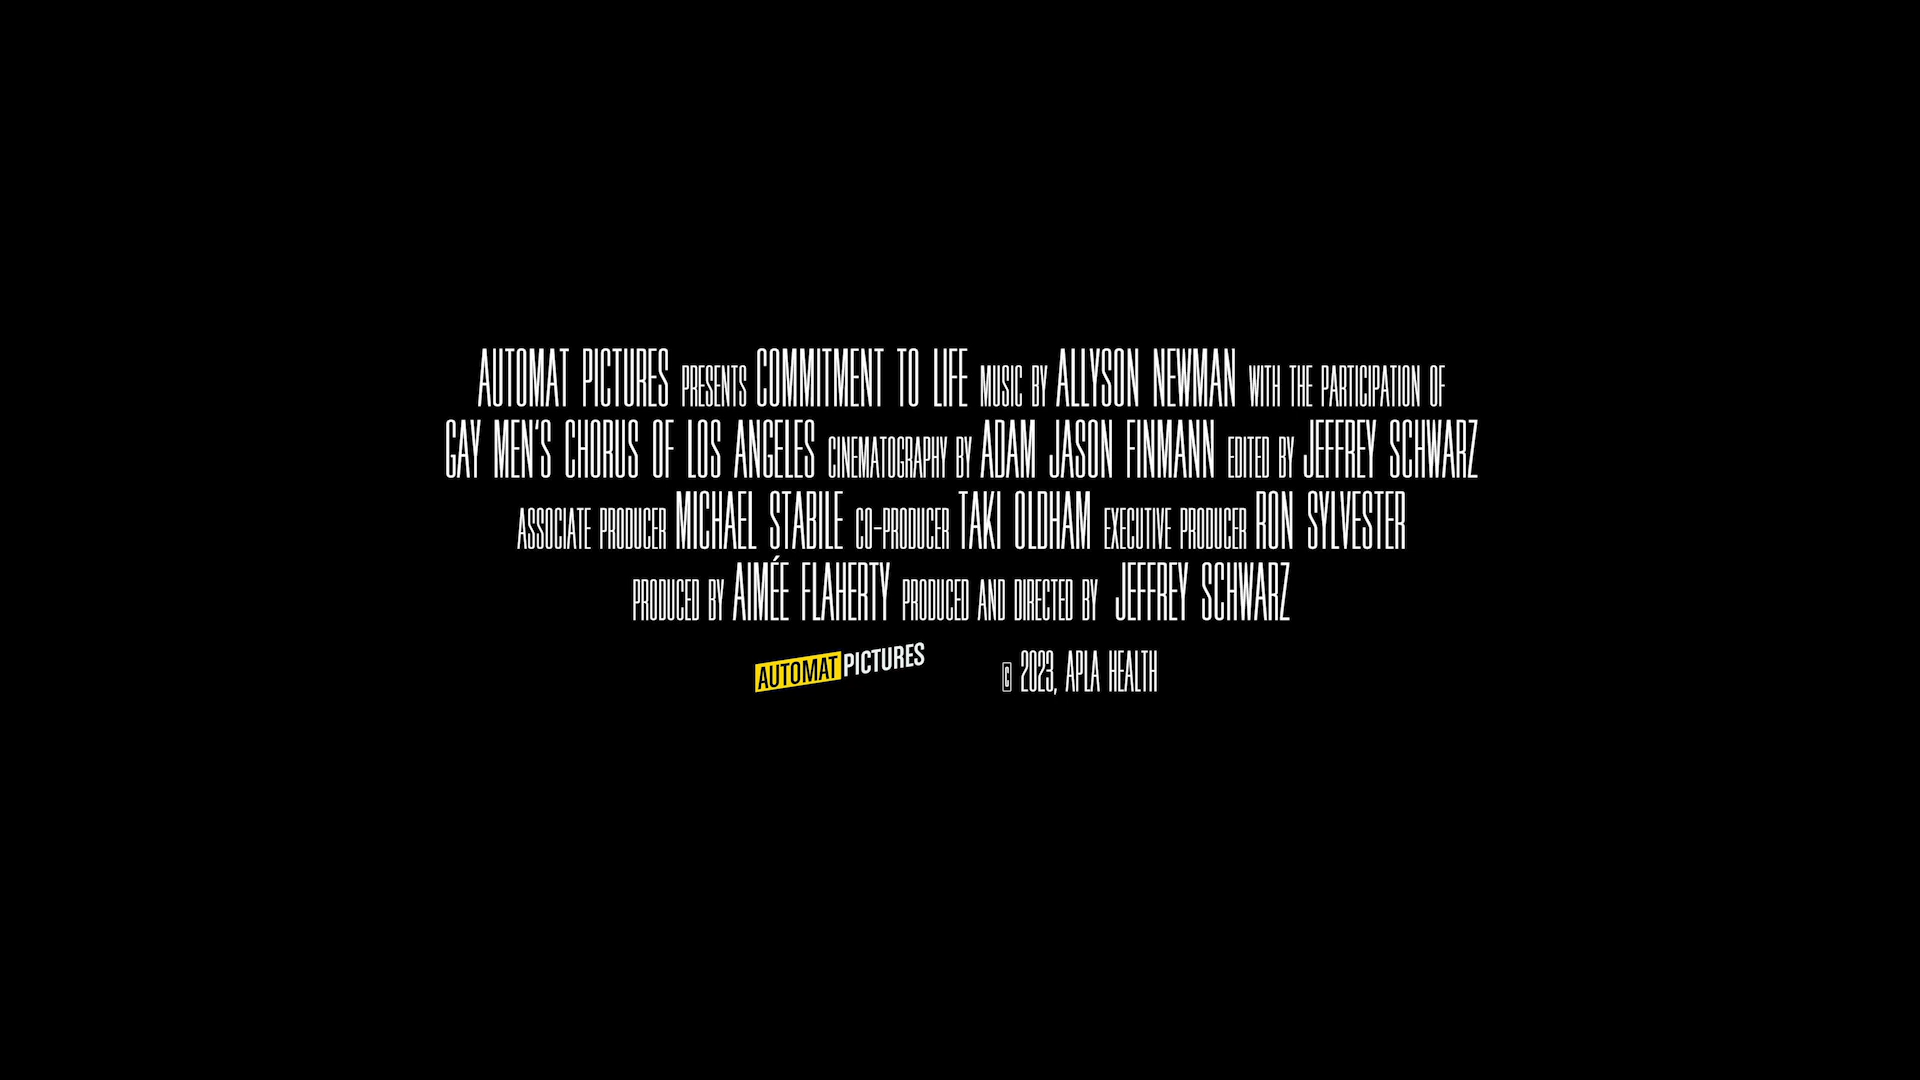 AUTOMAT PICTURES PRESENTS COMMITMENT TO LIFE MUSIC BY ALLYSON NEWMAN WITH THE PARTICIPATION OF
GAY MEN'S CHORUS OF LOS ANGELES CINEMATOGRAPHY BY ADAM JASON FINMANN EDITED BY JEFFREY SCHWARZ
ASSOCIATE PRODUCER MICHAEL STABILE CO-PRODUCER TAKI OLDHAM EXECUTIVE PRODUCER RON SYLVESTER
PRODUCED BY AIMÉE FLAHERTY PRODUCED AND DIRECTED BY JEFFREY SCHWARZ
AUTOMAT PICTURES © 2023, APLA HEALTH